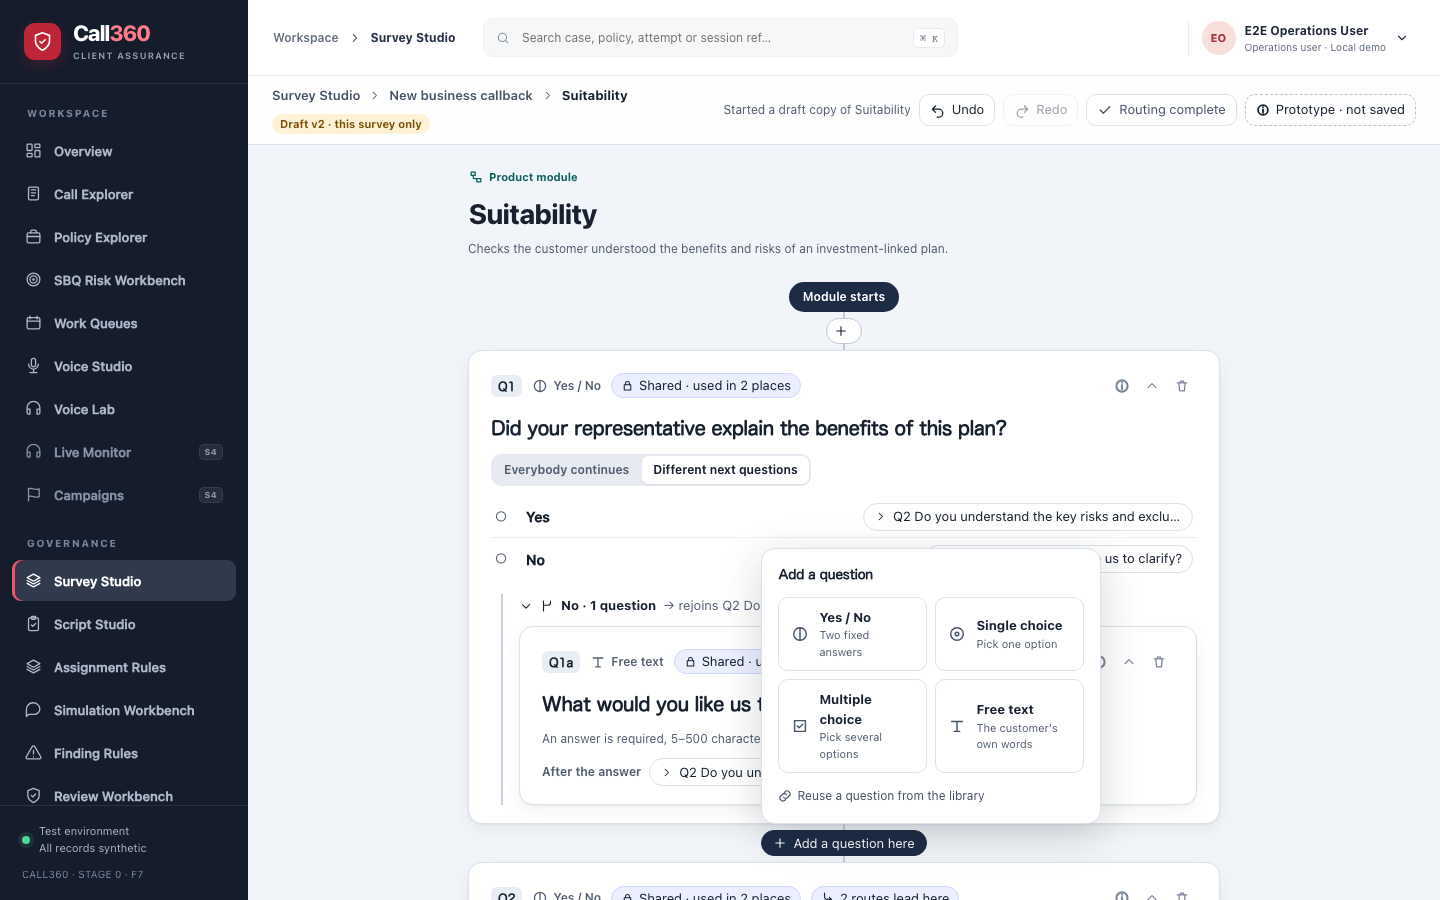 Call360
CLIENT ASSURANCE
WORKSPACE
Overview
Call Explorer
Policy Explorer
SBQ Risk Workbench
Work Queues
Voice Studio
Voice Lab
Live Monitor S4
Campaigns S4
GOVERNANCE
Survey Studio
Script Studio
Assignment Rules
Simulation Workbench
Finding Rules
Review Workbench
Test environment
All records synthetic
CALL360 · STAGE 0 · F7
Workspace > Survey Studio
Search case, policy, attempt or session ref...
⌘ K
EO
E2E Operations User
Operations user · Local demo
Survey Studio > New business callback > Suitability
Draft v2 · this survey only
Started a draft copy of Suitability
Undo
Redo
Routing complete
Prototype · not saved
Product module
Suitability
Checks the customer understood the benefits and risks of an investment-linked plan.
Module starts
+
Q1 Yes / No Shared · used in 2 places
Did your representative explain the benefits of this plan?
Everybody continues Different next questions
Yes > Q2 Do you understand the key risks and exclu...
No us to clarify?
No · 1 question → rejoins Q2 Do
Q1a Free text Shared · u
What would you like us t
An answer is required, 5–500 characte
After the answer > Q2 Do you un
Add a question
Yes / No
Two fixed
answers
Single choice
Pick one option
Multiple
choice
Pick several
options
Free text
The customer's
own words
Reuse a question from the library
+ Add a question here
Q2 Yes / No Shared · used in 2 places 2 routes lead here